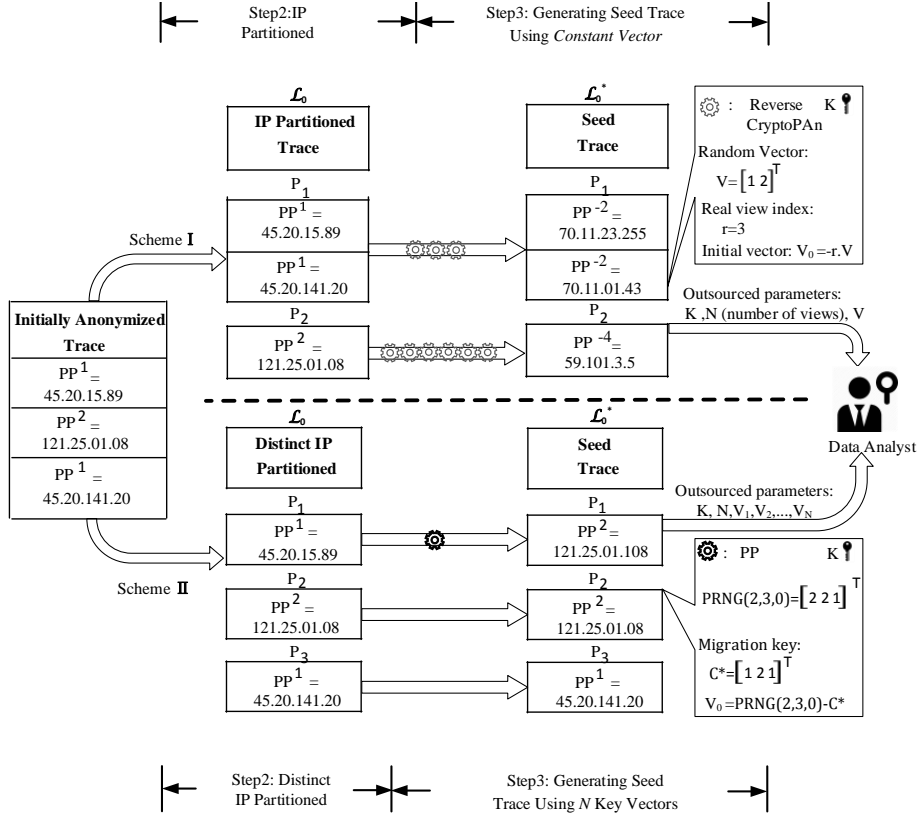 Step2:IP
Partitioned
Step3: Generating Seed Trace
Using Constant Vector
ℒ₀
IP Partitioned
Trace
P₁
PP¹ =
45.20.15.89
PP¹ =
45.20.141.20
P₂
PP² =
121.25.01.08
ℒ₀*
Seed
Trace
P₁
PP⁻² =
70.11.23.255
PP⁻² =
70.11.01.43
P₂
PP⁻⁴ =
59.101.3.5
: Reverse K
CryptoPAn
Random Vector:
V=[1 2]ᵀ
Real view index:
r=3
Initial vector: V₀ =-r.V
Scheme I
Initially Anonymized
Trace
PP¹ =
45.20.15.89
PP² =
121.25.01.08
PP¹ =
45.20.141.20
Scheme II
Outsourced parameters:
K ,N (number of views), V
Data Analyst
ℒ₀
Distinct IP
Partitioned
P₁
PP¹ =
45.20.15.89
P₂
PP² =
121.25.01.08
P₃
PP¹ =
45.20.141.20
ℒ₀*
Seed
Trace
P₁
PP² =
121.25.01.108
P₂
PP² =
121.25.01.08
P₃
PP¹ =
45.20.141.20
Outsourced parameters:
K, N,V₁,V₂,...,V_N
: PP K
PRNG(2,3,0)=[2 2 1]ᵀ
Migration key:
C*=[1 2 1]ᵀ
V₀ =PRNG(2,3,0)-C*
Step2: Distinct
IP Partitioned
Step3: Generating Seed
Trace Using N Key Vectors